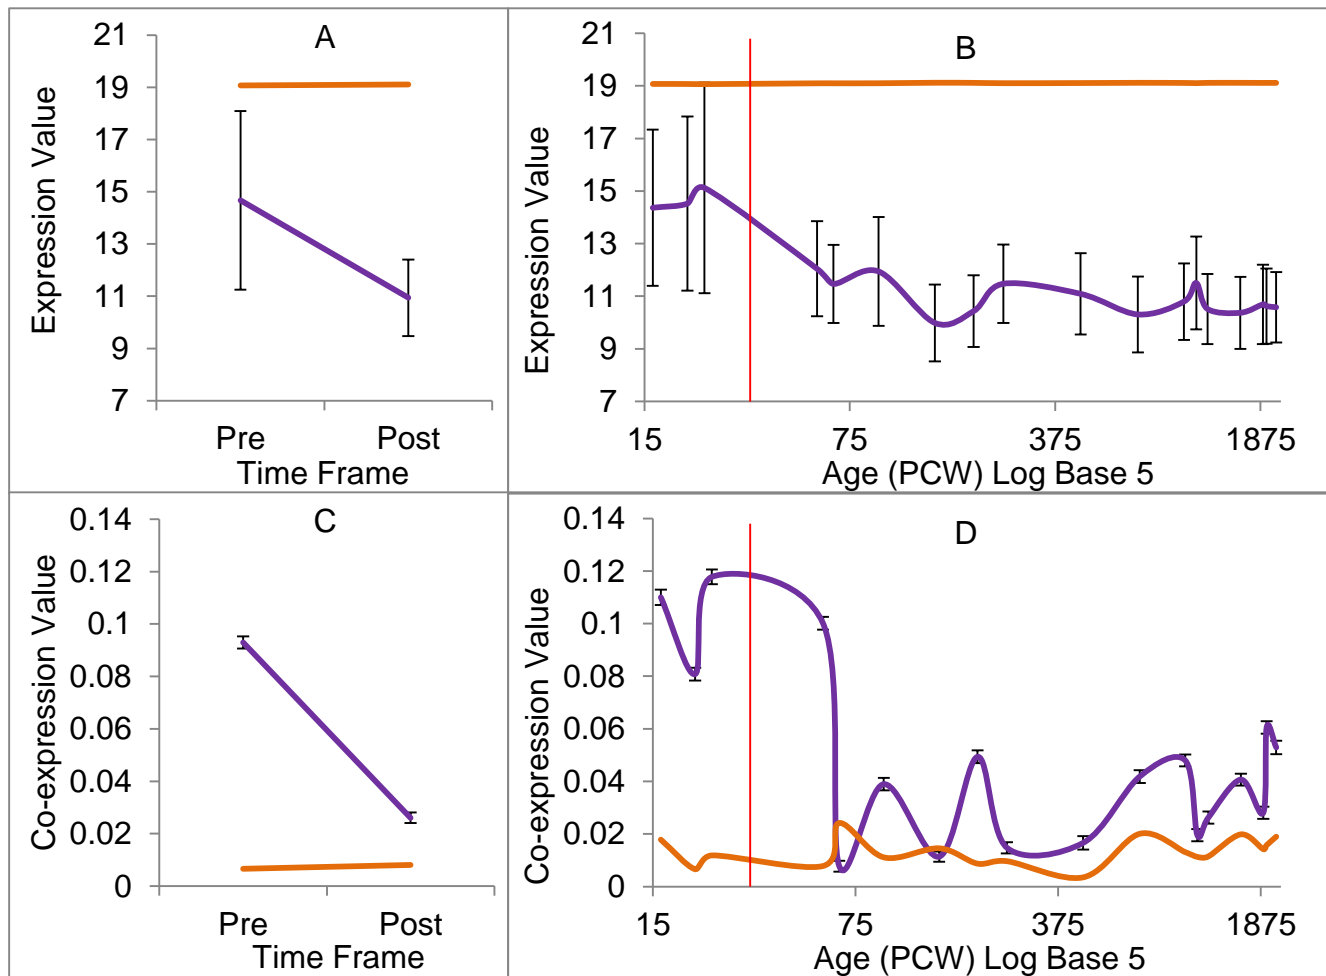 A
Expression Value
21
19
17
15
13
11
9
7
Pre Post
Time Frame
B
Expression Value
21
19
17
15
13
11
9
7
15 75 375 1875
Age (PCW) Log Base 5
C
Co-expression Value
0.14
0.12
0.1
0.08
0.06
0.04
0.02
0
Pre Post
Time Frame
D
Co-expression Value
0.14
0.12
0.1
0.08
0.06
0.04
0.02
0
15 75 375 1875
Age (PCW) Log Base 5